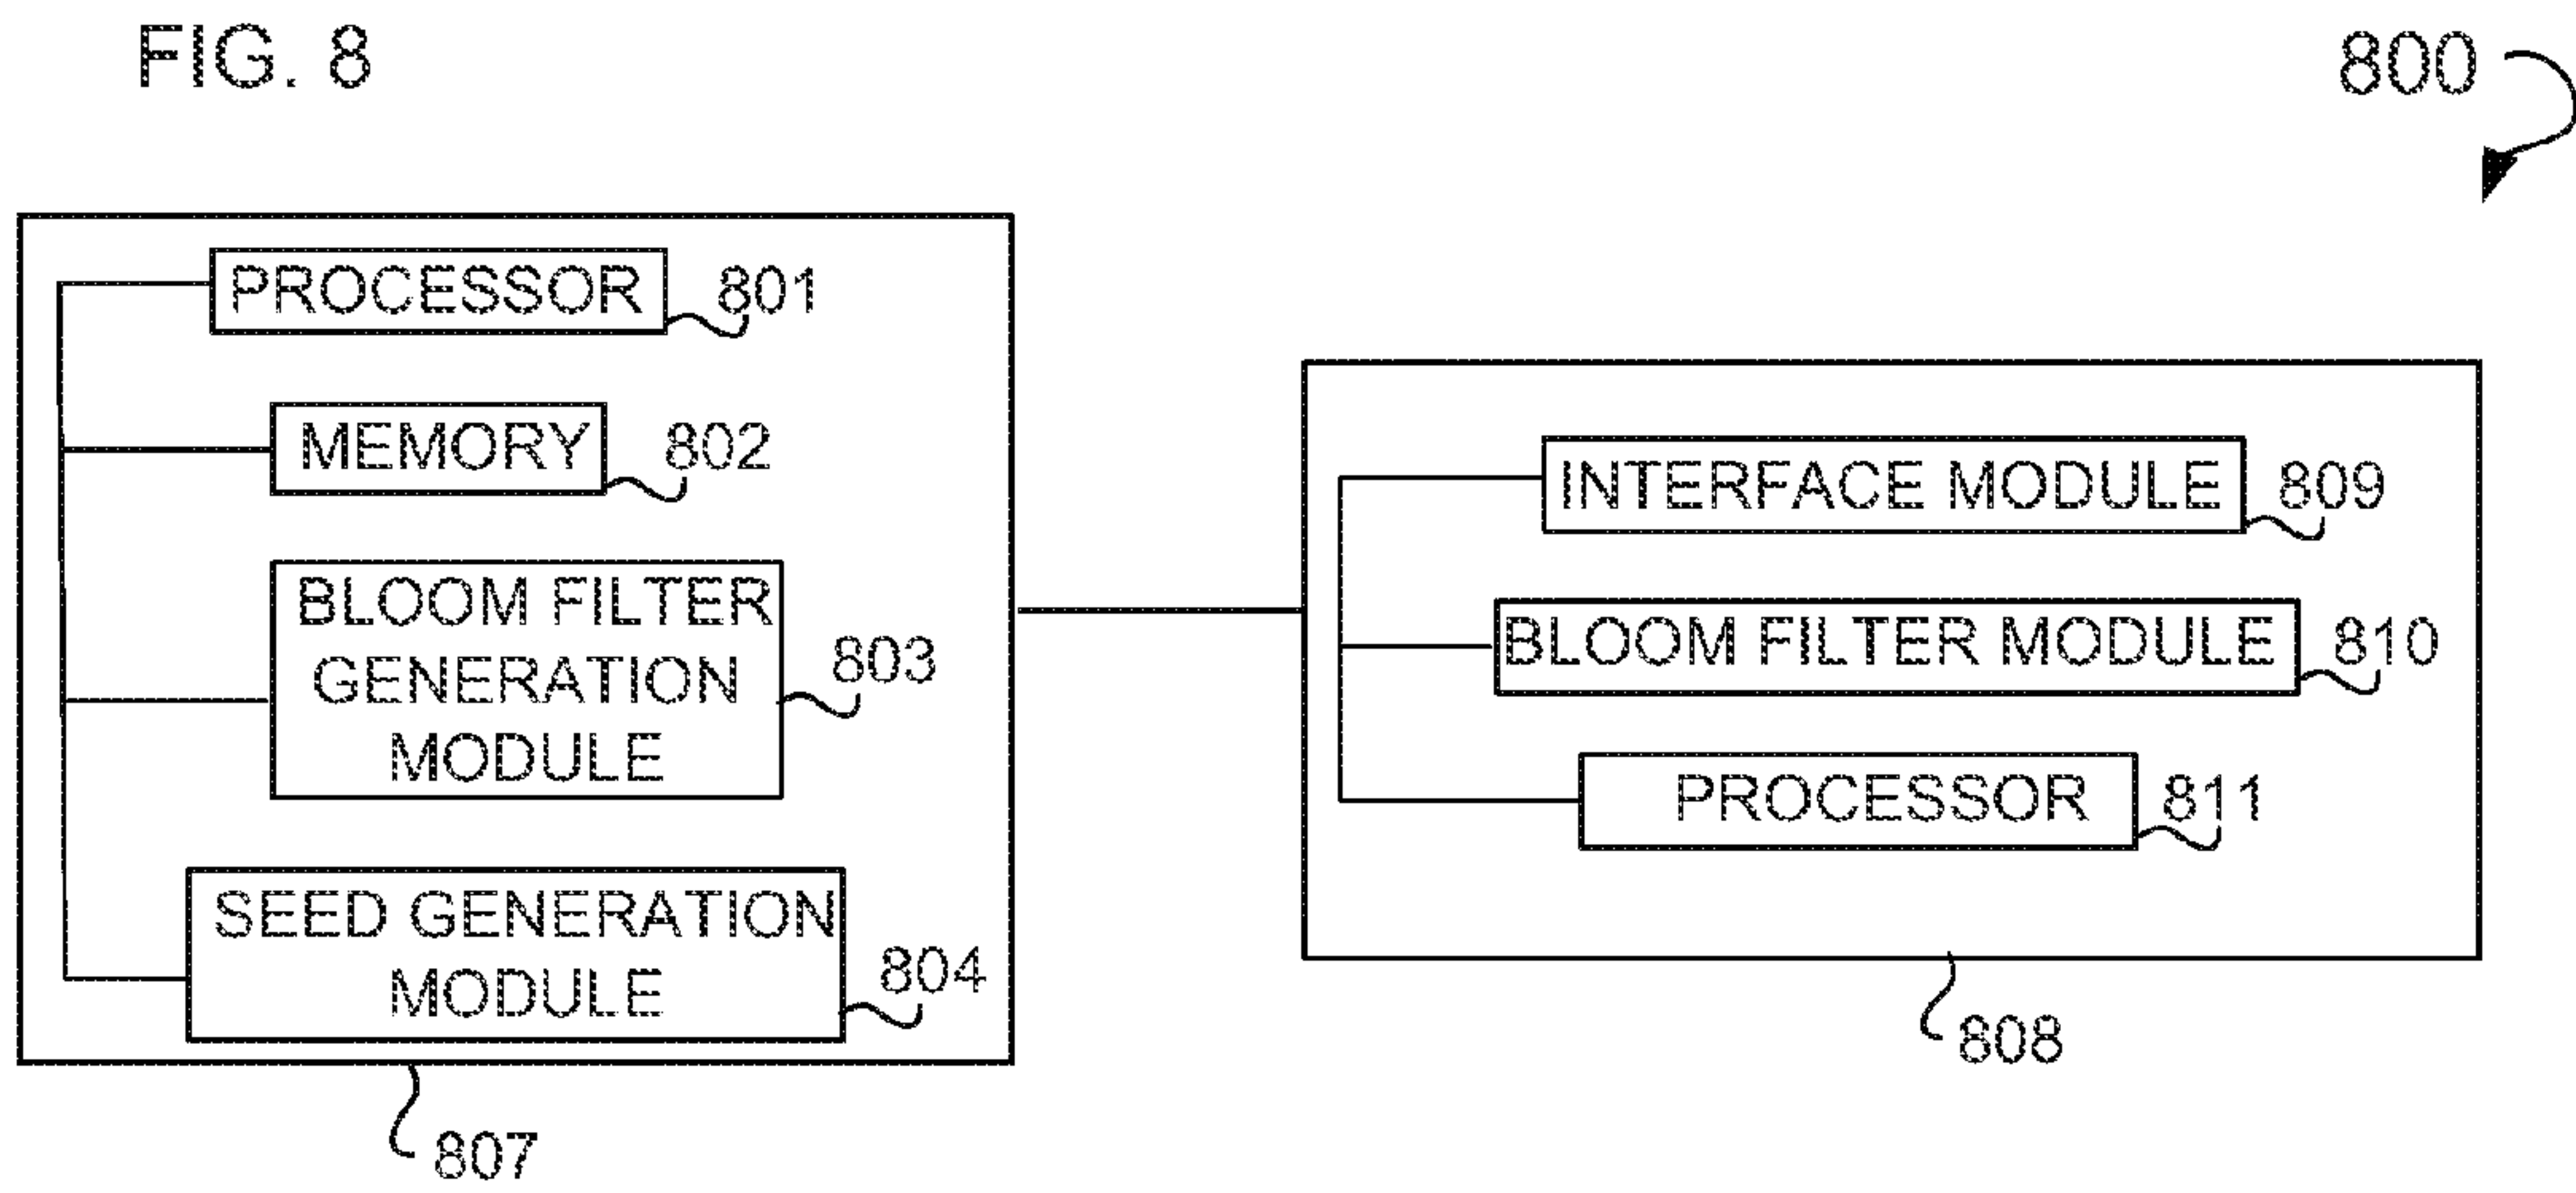 FIG. 8
800
PROCESSOR
801
MEMORY
802
BLOOM FILTER
GENERATION
MODULE
803
SEED GENERATION
MODULE
804
807
INTERFACE MODULE
809
BLOOM FILTER MODULE
810
PROCESSOR
811
808